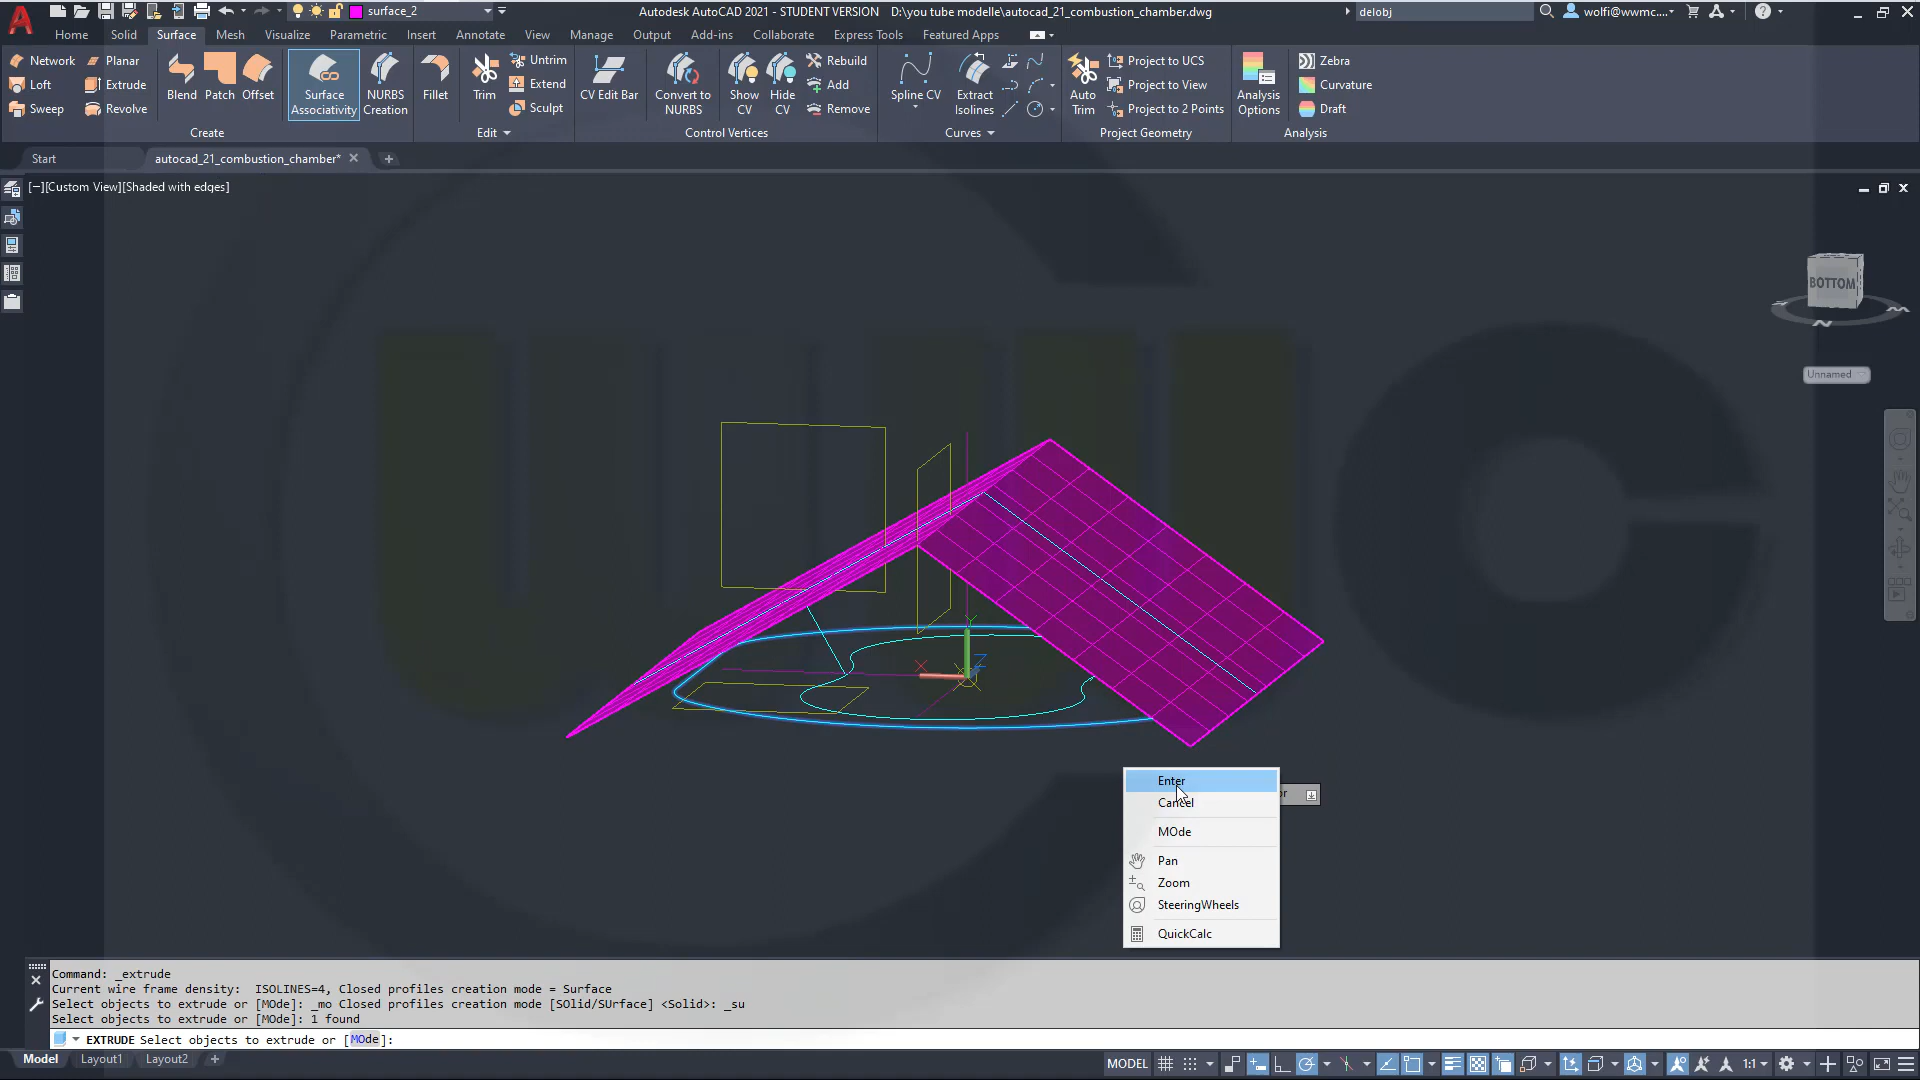 surface_2
Autodesk AutoCAD 2021 - STUDENT VERSION D:\you tube modelle\autocad_21_combustion_chamber.dwg
delobj
wolfi@wwmc....
Home Solid Surface Mesh Visualize Parametric Insert Annotate View Manage Output Add-ins Collaborate Express Tools Featured Apps
Network Planar
Loft Extrude
Sweep Revolve
Create
Blend Patch Offset
Surface Associativity
NURBS Creation
Fillet
Trim
Untrim
Extend
Sculpt
Edit
CV Edit Bar
Convert to NURBS
Show CV
Hide CV
Rebuild
Add
Remove
Control Vertices
Spline CV
Extract Isolines
Curves
Auto Trim
Project to UCS
Project to View
Project to 2 Points
Project Geometry
Analysis Options
Zebra
Curvature
Draft
Analysis
Start
autocad_21_combustion_chamber*
[−][Custom View][Shaded with edges]
BOTTOM
Unnamed
X
Y
Z
Enter
Cancel
MOde
Pan
Zoom
SteeringWheels
QuickCalc
or
Command: _extrude
Current wire frame density:  ISOLINES=4, Closed profiles creation mode = Surface
Select objects to extrude or [MOde]: _mo Closed profiles creation mode [SOlid/SUrface] <Solid>: _su
Select objects to extrude or [MOde]: 1 found
EXTRUDE Select objects to extrude or [MOde]:
Model Layout1 Layout2
MODEL
1:1